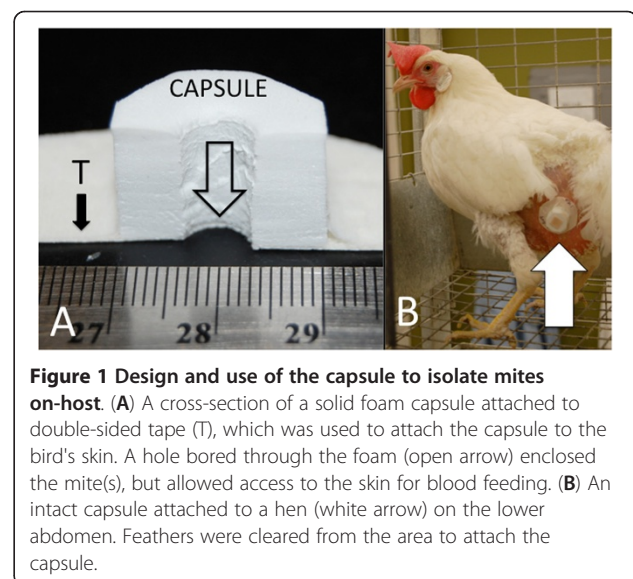 CAPSULE
T
A
27 28 29
B
Figure 1 Design and use of the capsule to isolate mites
on-host. (A) A cross-section of a solid foam capsule attached to
double-sided tape (T), which was used to attach the capsule to the
bird's skin. A hole bored through the foam (open arrow) enclosed
the mite(s), but allowed access to the skin for blood feeding. (B) An
intact capsule attached to a hen (white arrow) on the lower
abdomen. Feathers were cleared from the area to attach the
capsule.